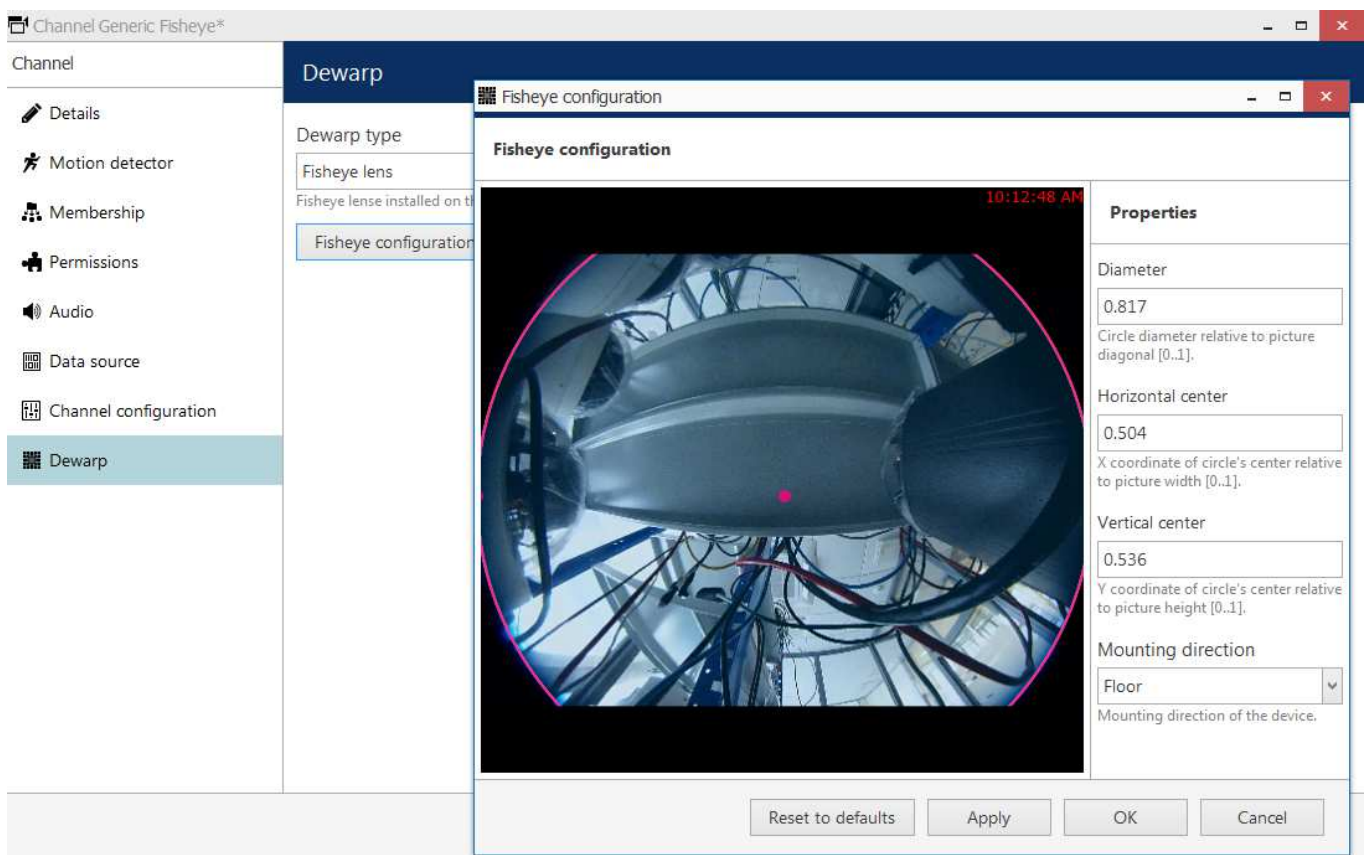 Channel Generic Fisheye*
Channel
Details
Motion detector
Membership
Permissions
Audio
Data source
Channel configuration
Dewarp
Dewarp
Dewarp type
Fisheye lens
Fisheye lense installed on
Fisheye configuration
Fisheye configuration
Fisheye configuration
10:12:48 AM
Properties
Diameter
0.817
Circle diameter relative to picture
diagonal [0..1].
Horizontal center
0.504
X coordinate of circle's center relative
to picture width [0..1].
Vertical center
0.536
Y coordinate of circle's center relative
to picture height [0..1].
Mounting direction
Floor
Mounting direction of the device.
Reset to defaults
Apply
OK
Cancel